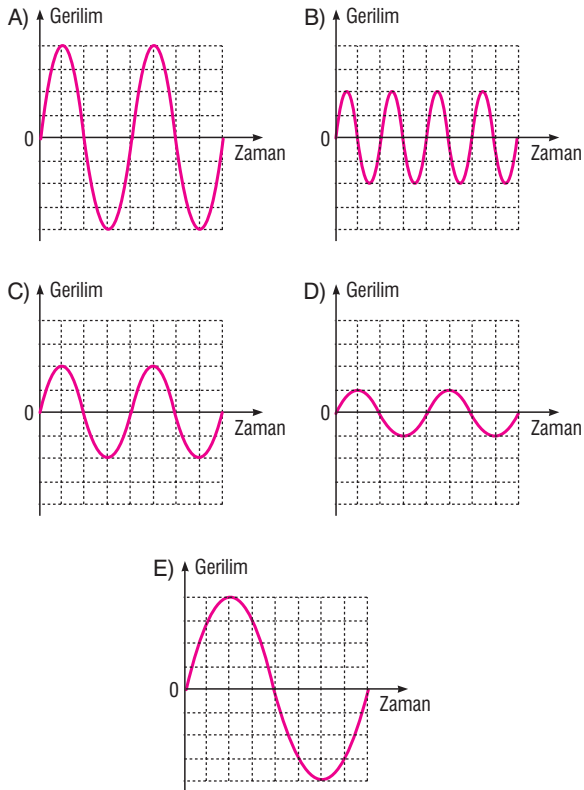 A) Gerilim
0
Zaman
B) Gerilim
0
Zaman
C) Gerilim
0
Zaman
D) Gerilim
0
Zaman
E) Gerilim
0
Zaman